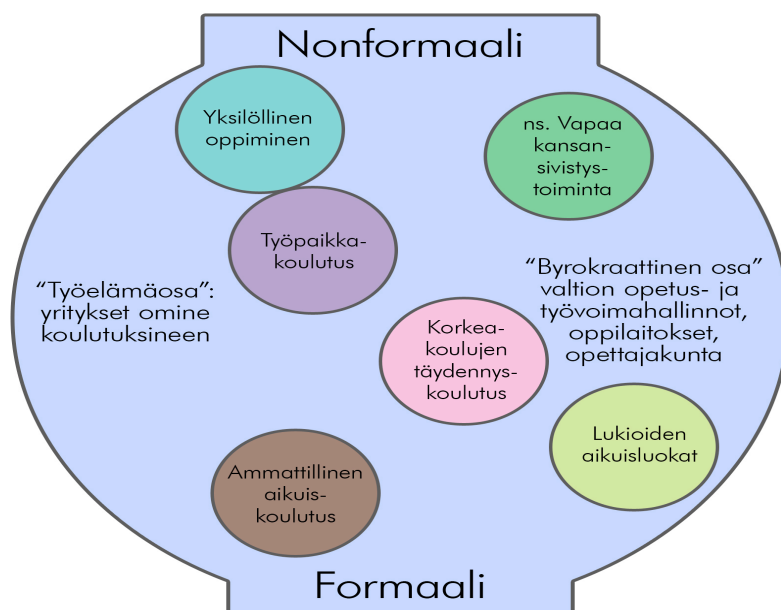 Nonformaali
Yksilöllinen
oppiminen
ns. Vapaa
kansan-
sivistys-
toiminta
Työpaikka-
koulutus
"Työelämäosa":
yritykset omine
koulutuksineen
"Byrokraattinen osa"
valtion opetus- ja
työvoimahallinnot,
oppilaitokset,
opettajakunta
Korkea-
koulujen
täydennys-
koulutus
Lukioiden
aikuisluokat
Ammattillinen
aikuis-
koulutus
Formaali